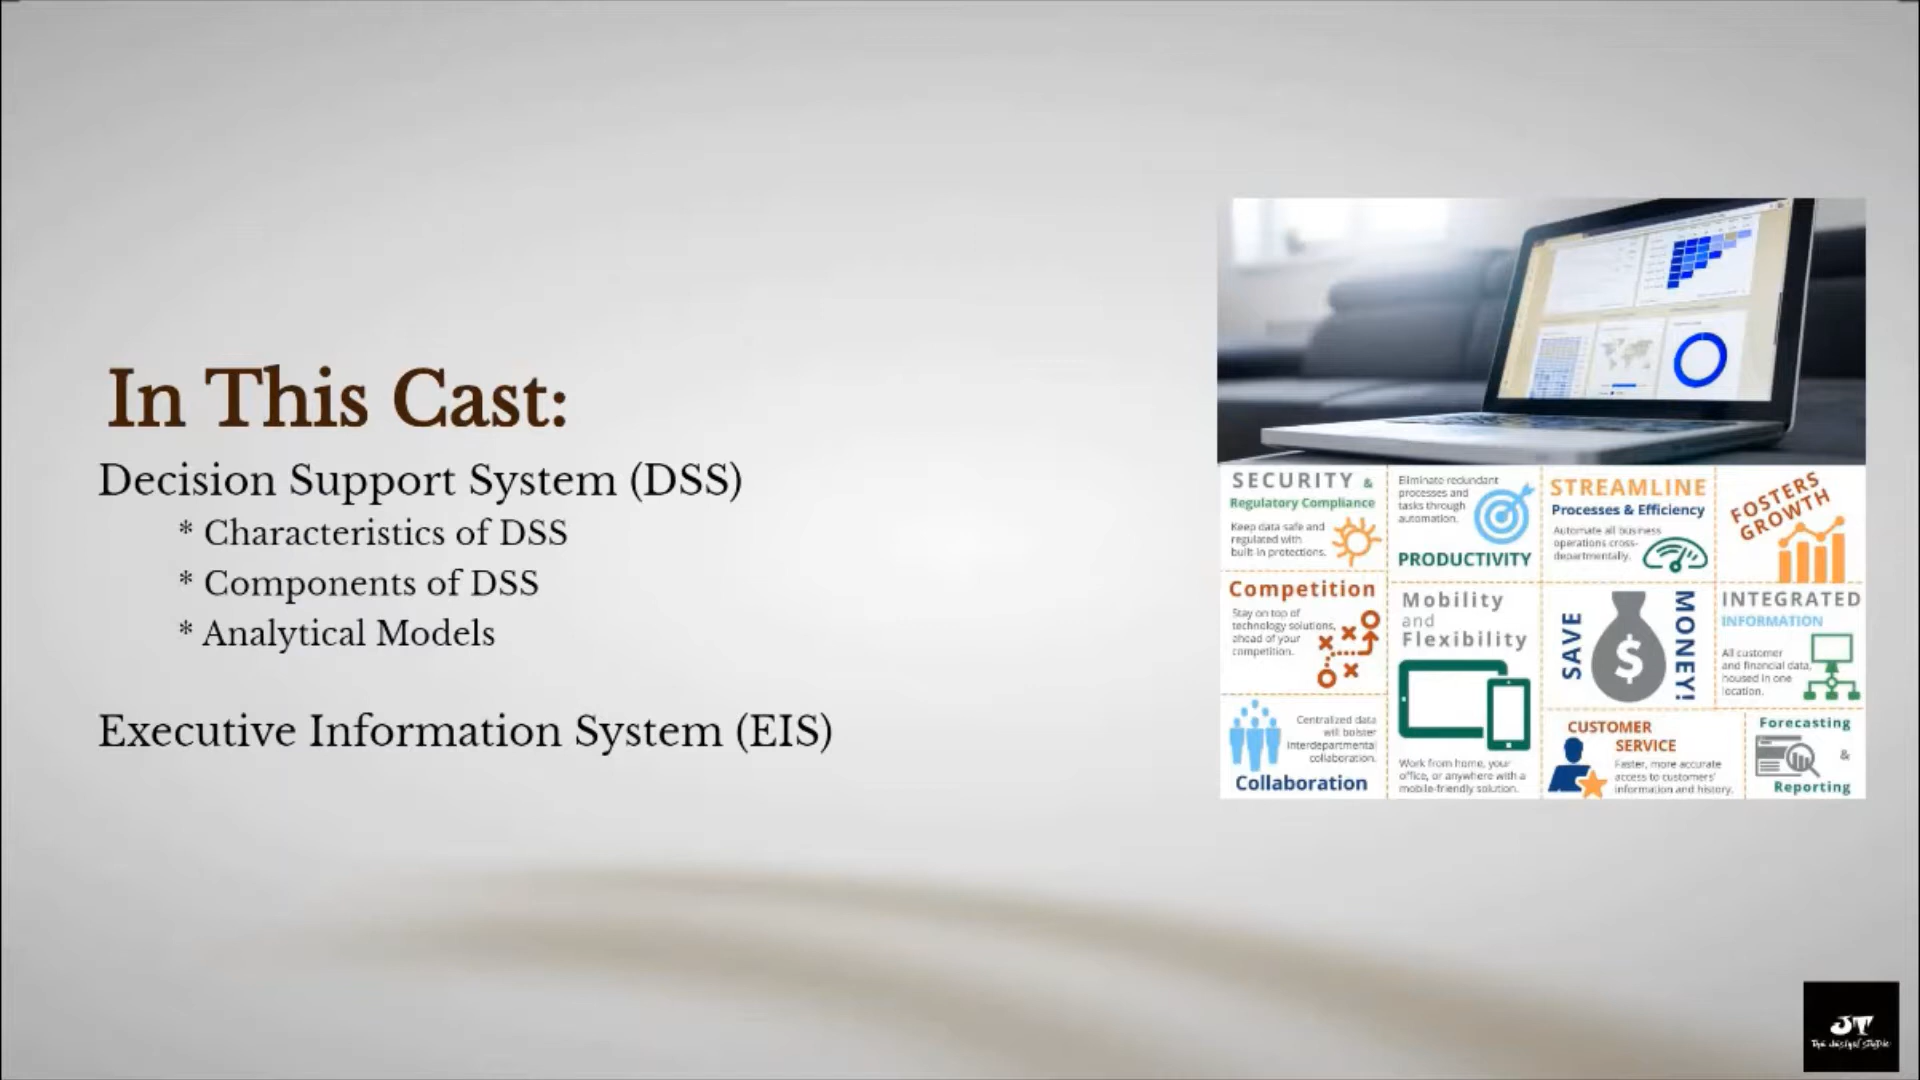 In This Cast:
Decision Support System (DSS)
* Characteristics of DSS
* Components of DSS
* Analytical Models
Executive Information System (EIS)
SECURITY &
Regulatory Compliance
Keep data safe and
regulated with
built in protections.
Eliminate redundant
processes and
tasks through
automation.
PRODUCTIVITY
STREAMLINE
Processes & Efficiency
Automate all business
operations cross-
departmentally.
FOSTERS
GROWTH
Competition
Stay on top of
technology solutions,
ahead of your
competition.
Mobility
and
Flexibility
Work from home, your
office, or anywhere with a
mobile-friendly solution.
SAVE
$
MONEY!
INTEGRATED
INFORMATION
All customer
and financial data,
housed in one
location.
Centralized data
will bolster
interdepartmental
collaboration.
Collaboration
CUSTOMER
SERVICE
Faster, more accurate
access to customers'
information and history.
Forecasting
&
Reporting
JT